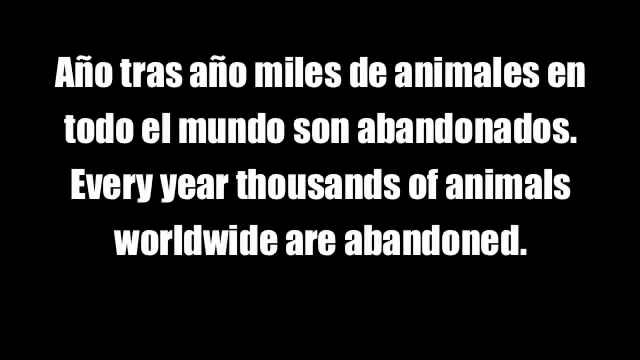 Año tras año miles de animales en
todo el mundo son abandonados.
Every year thousands of animals
worldwide are abandoned.